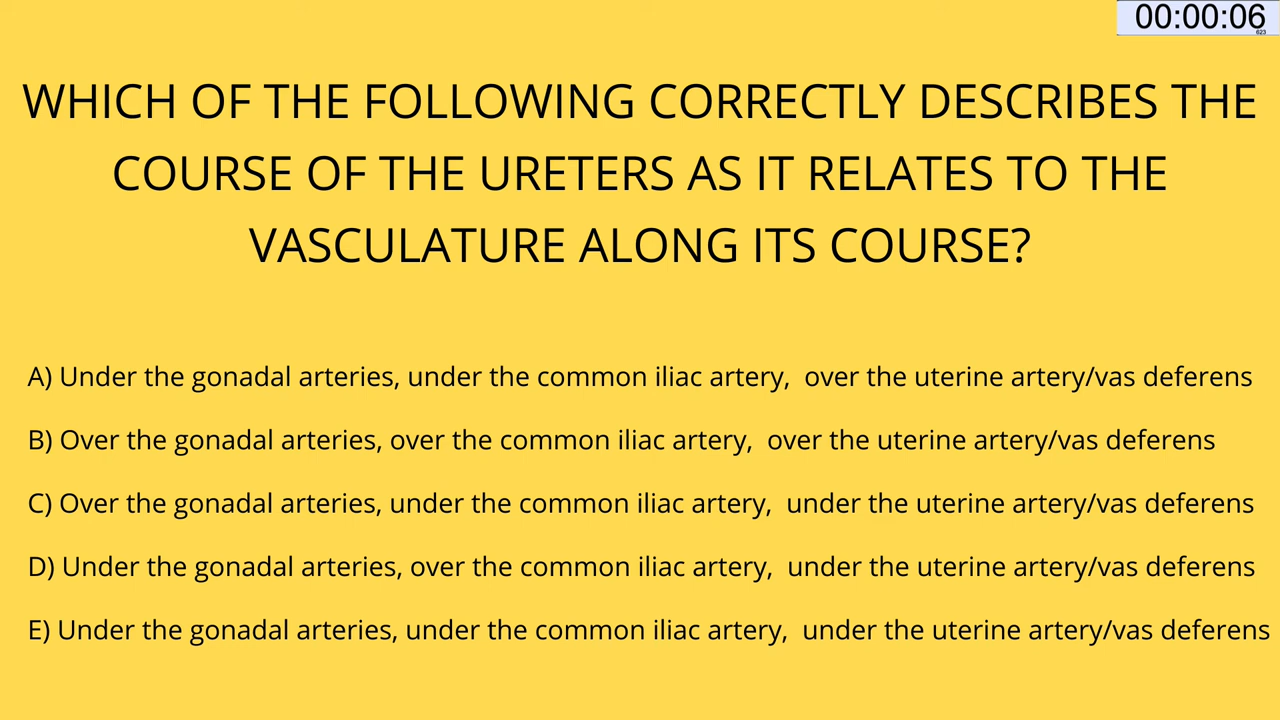 00:00:06
623
WHICH OF THE FOLLOWING CORRECTLY DESCRIBES THE
COURSE OF THE URETERS AS IT RELATES TO THE
VASCULATURE ALONG ITS COURSE?
A) Under the gonadal arteries, under the common iliac artery,  over the uterine artery/vas deferens
B) Over the gonadal arteries, over the common iliac artery,  over the uterine artery/vas deferens
C) Over the gonadal arteries, under the common iliac artery,  under the uterine artery/vas deferens
D) Under the gonadal arteries, over the common iliac artery,  under the uterine artery/vas deferens
E) Under the gonadal arteries, under the common iliac artery,  under the uterine artery/vas deferens